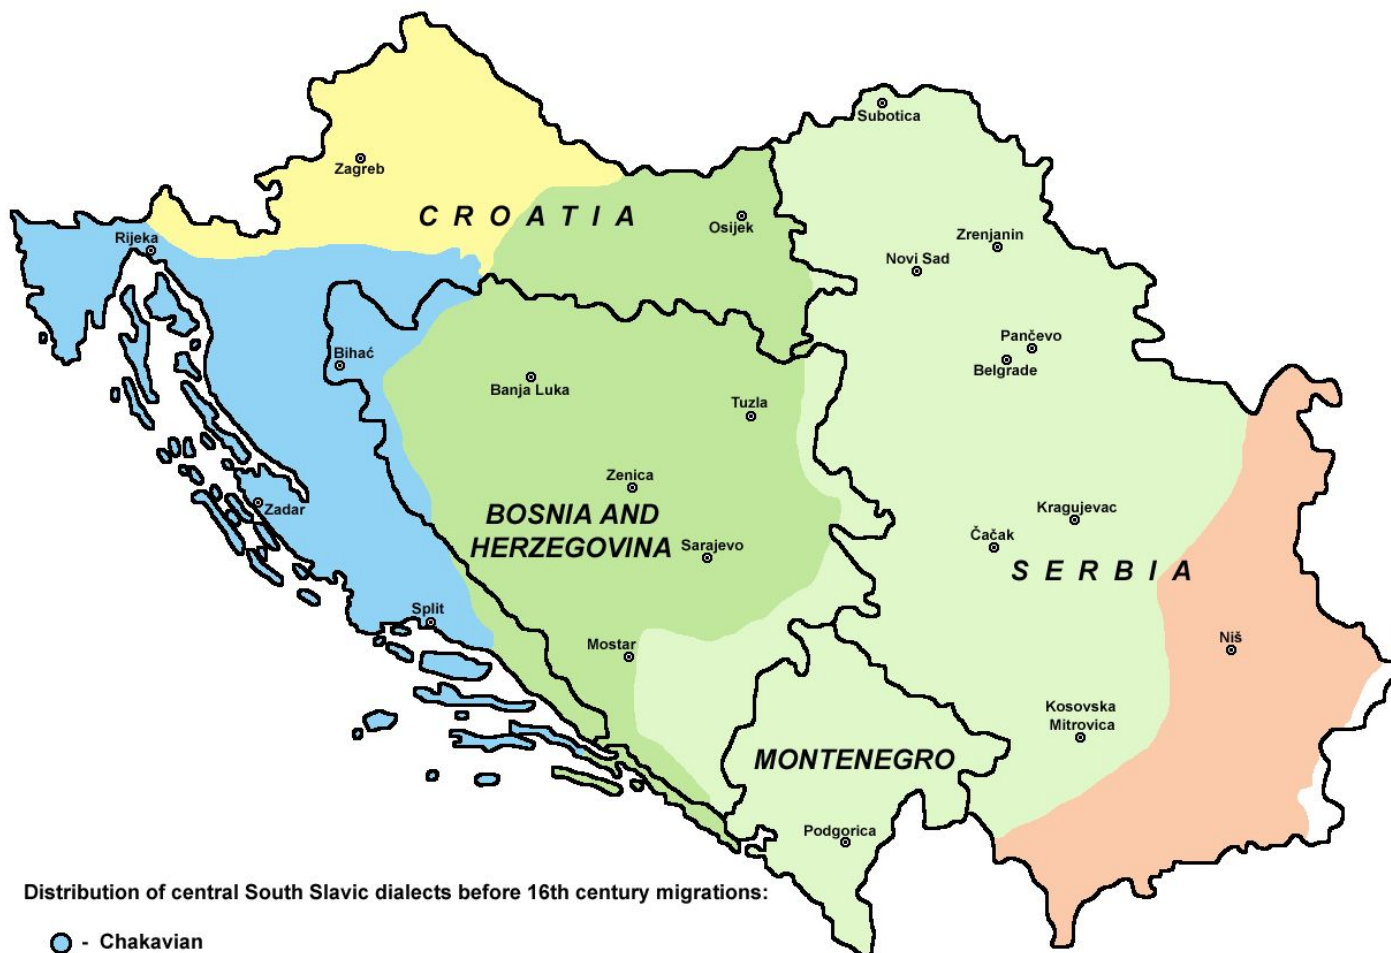 Subotica
Zagreb
CROATIA
Osijek
Rijeka
Zrenjanin
Novi Sad
Pančevo
Belgrade
Bihać
Banja Luka
Tuzla
Zenica
Zadar
BOSNIA AND
HERZEGOVINA
Sarajevo
Kragujevac
Čačak
SERBIA
Split
Mostar
Niš
Kosovska
Mitrovica
MONTENEGRO
Podgorica
Distribution of central South Slavic dialects before 16th century migrations:
- Chakavian